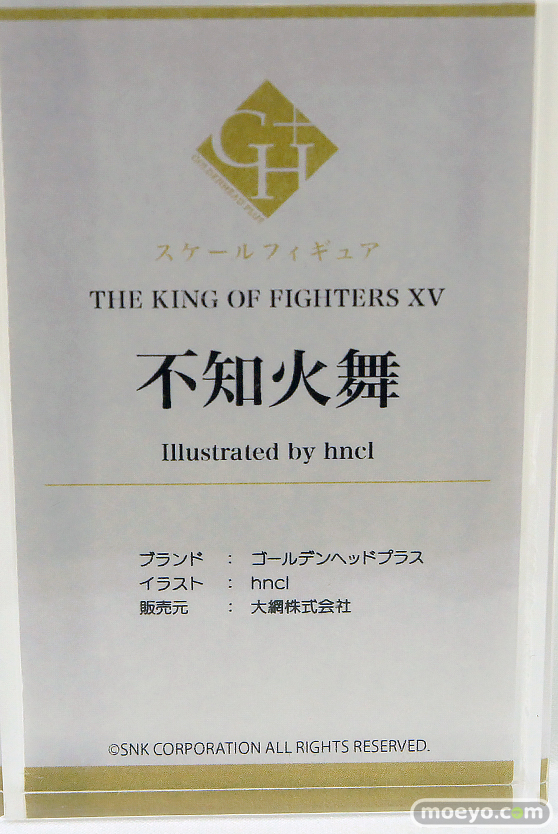 GH+
GOLDENHEAD PLUS
スケールフィギュア
THE KING OF FIGHTERS XV
不知火舞
Illustrated by hncl
ブランド : ゴールデンヘッドプラス
イラスト : hncl
販売元 : 大網株式会社
©SNK CORPORATION ALL RIGHTS RESERVED.
moeyo.com